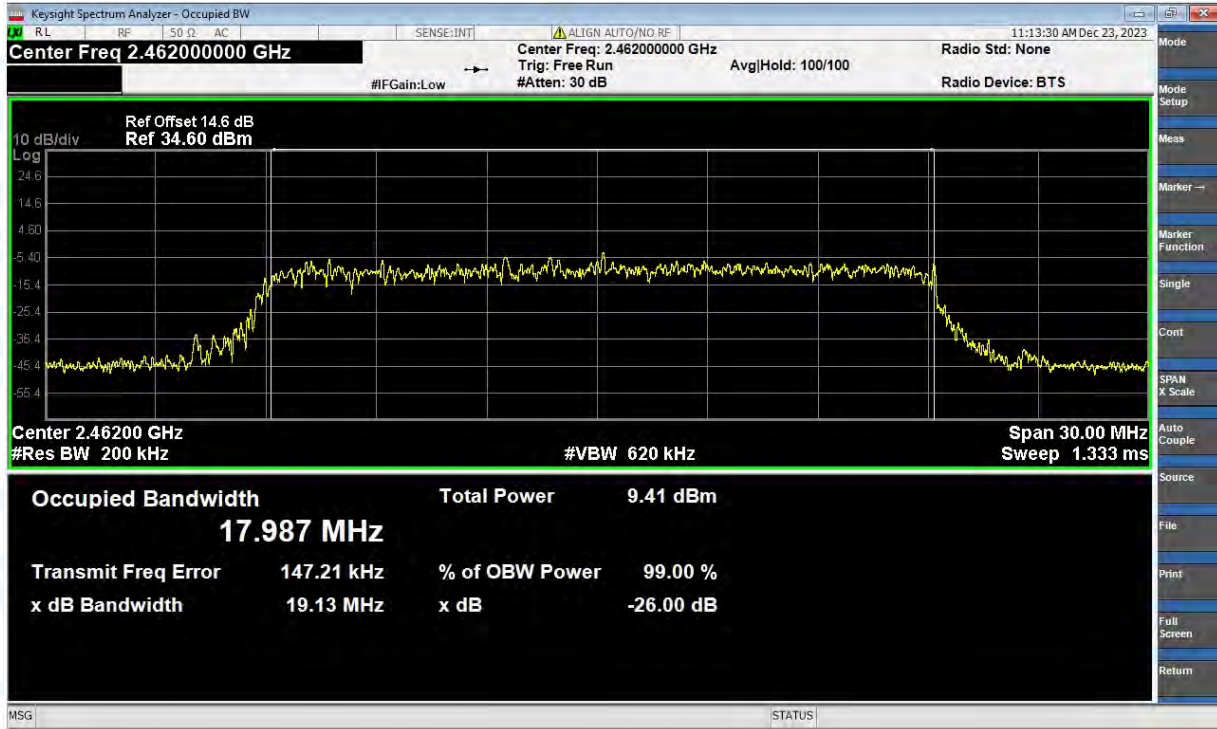 Keysight Spectrum Analyzer - Occupied BW
LXI RL RF 50 Ω AC SENSE:INT ALIGN AUTO/NO RF 11:13:30 AM Dec 23, 2023
Center Freq 2.462000000 GHz
Center Freq: 2.462000000 GHz
Radio Std: None
Trig: Free Run
Avg|Hold: 100/100
#IFGain:Low
#Atten: 30 dB
Radio Device: BTS
Ref Offset 14.6 dB
10 dB/div
Ref 34.60 dBm
Log
24.6
14.6
4.60
-5.40
-15.4
-25.4
-35.4
-45.4
-55.4
Center 2.46200 GHz
Span 30.00 MHz
#Res BW 200 kHz
#VBW 620 kHz
Sweep 1.333 ms
Occupied Bandwidth
17.987 MHz
Total Power 9.41 dBm
Transmit Freq Error 147.21 kHz
% of OBW Power 99.00 %
x dB Bandwidth 19.13 MHz
x dB -26.00 dB
Mode
Mode
Setup
Meas
Marker→
Marker
Function
Single
Cont
SPAN
X Scale
Auto
Couple
Source
File
Print
Full
Screen
Return
MSG
STATUS